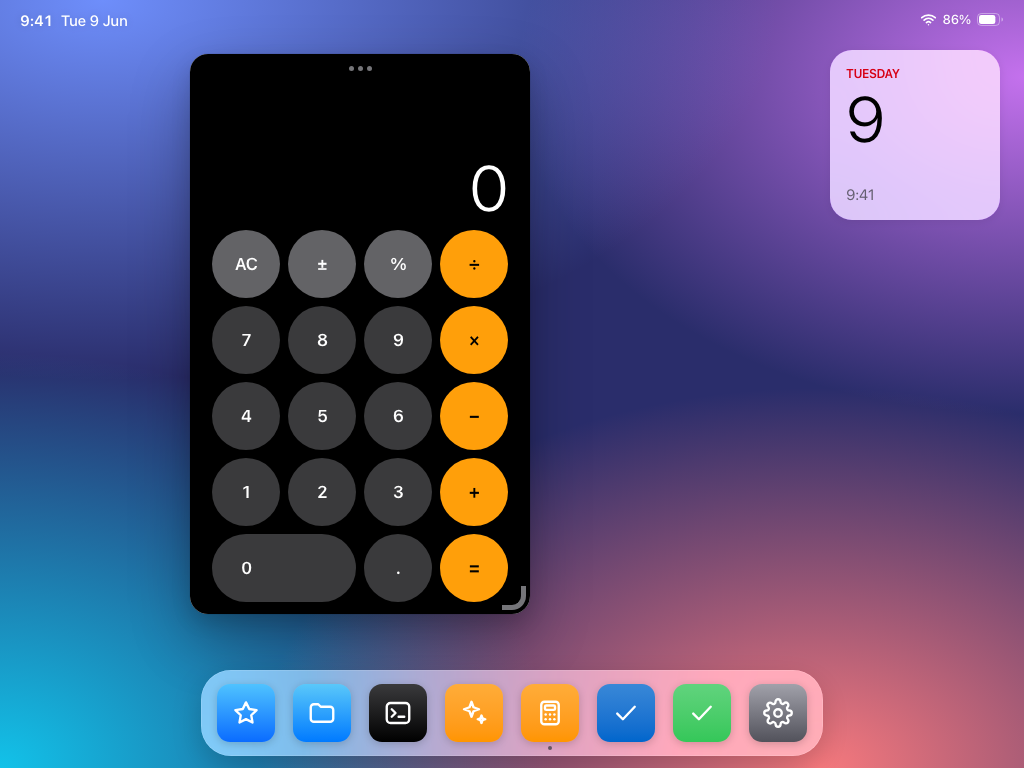 9:41 Tue 9 Jun
86%
TUESDAY
9
9:41
0
AC ± % ÷
7 8 9 ×
4 5 6 −
1 2 3 +
0 . =